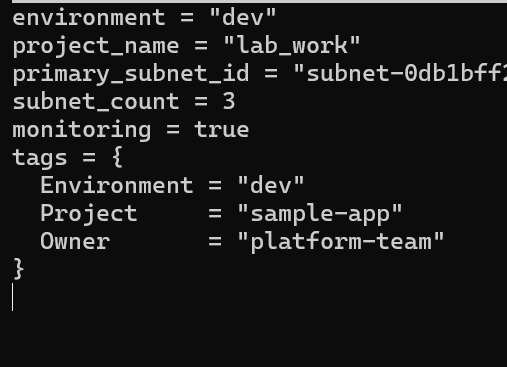 environment = "dev"
project_name = "lab_work"
primary_subnet_id = "subnet-0db1bff2
subnet_count = 3
monitoring = true
tags = {
  Environment = "dev"
  Project     = "sample-app"
  Owner       = "platform-team"
}